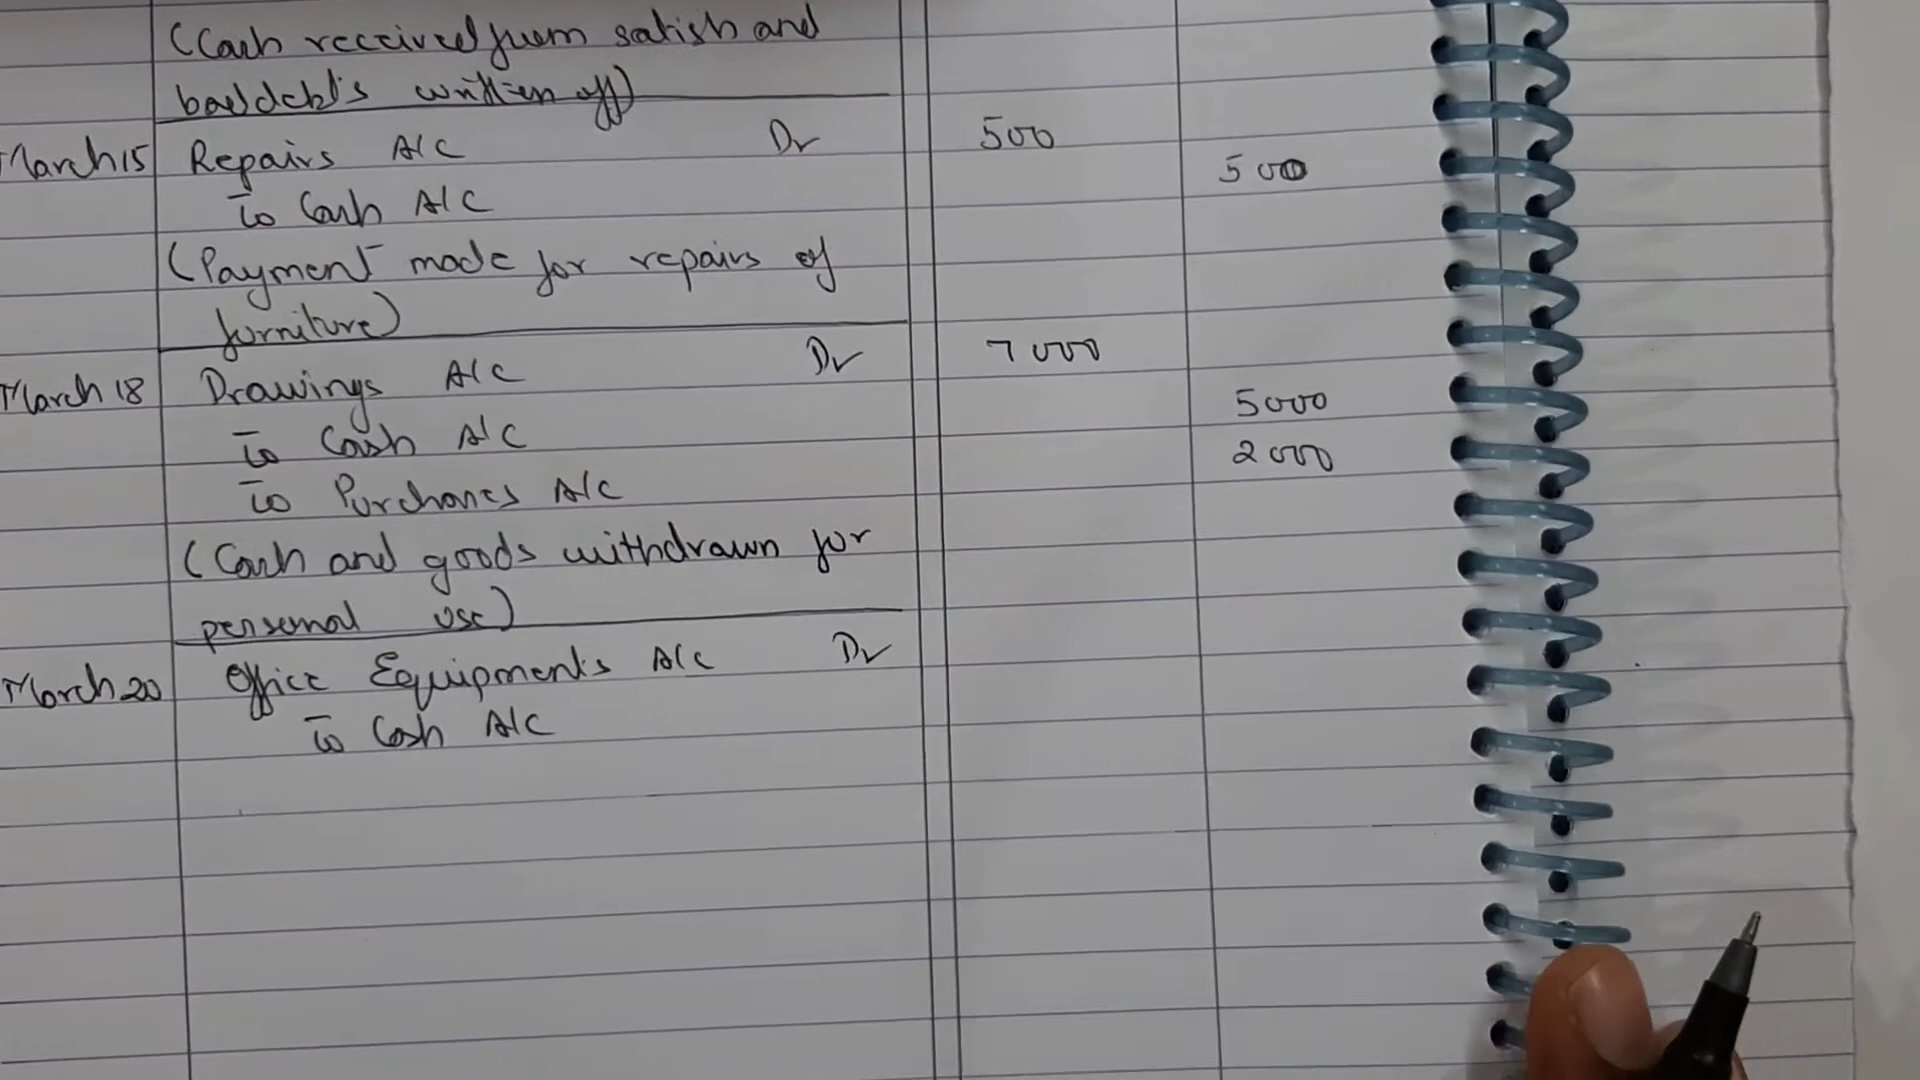 (Cash received from satish and
baddebt's written off)
March 15 Repairs A/C Dr 500
To Cash A/C 500
(Payment made for repairs of
furniture)
March 18 Drawings A/C Dr 7000
To Cash A/C 5000
To Purchases A/C 2000
(Cash and goods withdrawn for
personal use)
March 20 Office Equipments A/C Dr
To Cash A/C